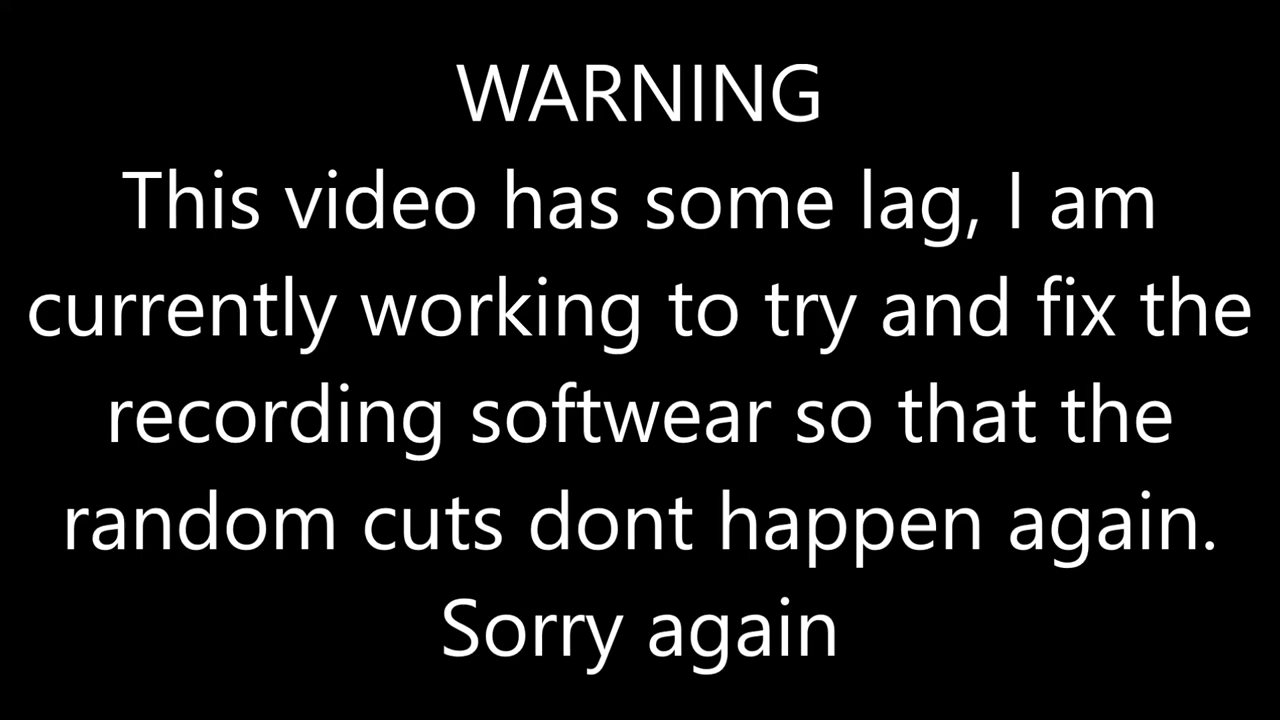 WARNING
This video has some lag, I am
currently working to try and fix the
recording softwear so that the
random cuts dont happen again.
Sorry again